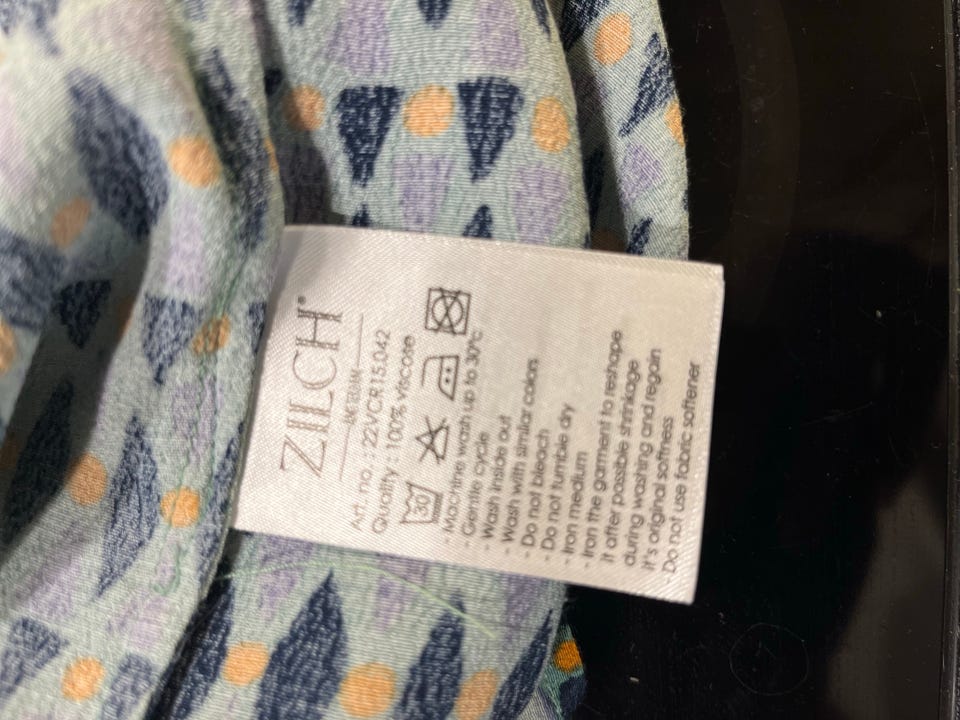 ZILCH®
Art. no. : 22VCR15.042
Quality : 100% viscose
30
- Machine wash up to 30°c
- Gentle cycle
- Wash inside out
- Wash with similar colors
- Do not bleach
- Do not tumble dry
- Iron medium
- Iron the garment to reshape
it after possible shrinkage
during washing and regain
it's original softness
- Do not use fabric softener